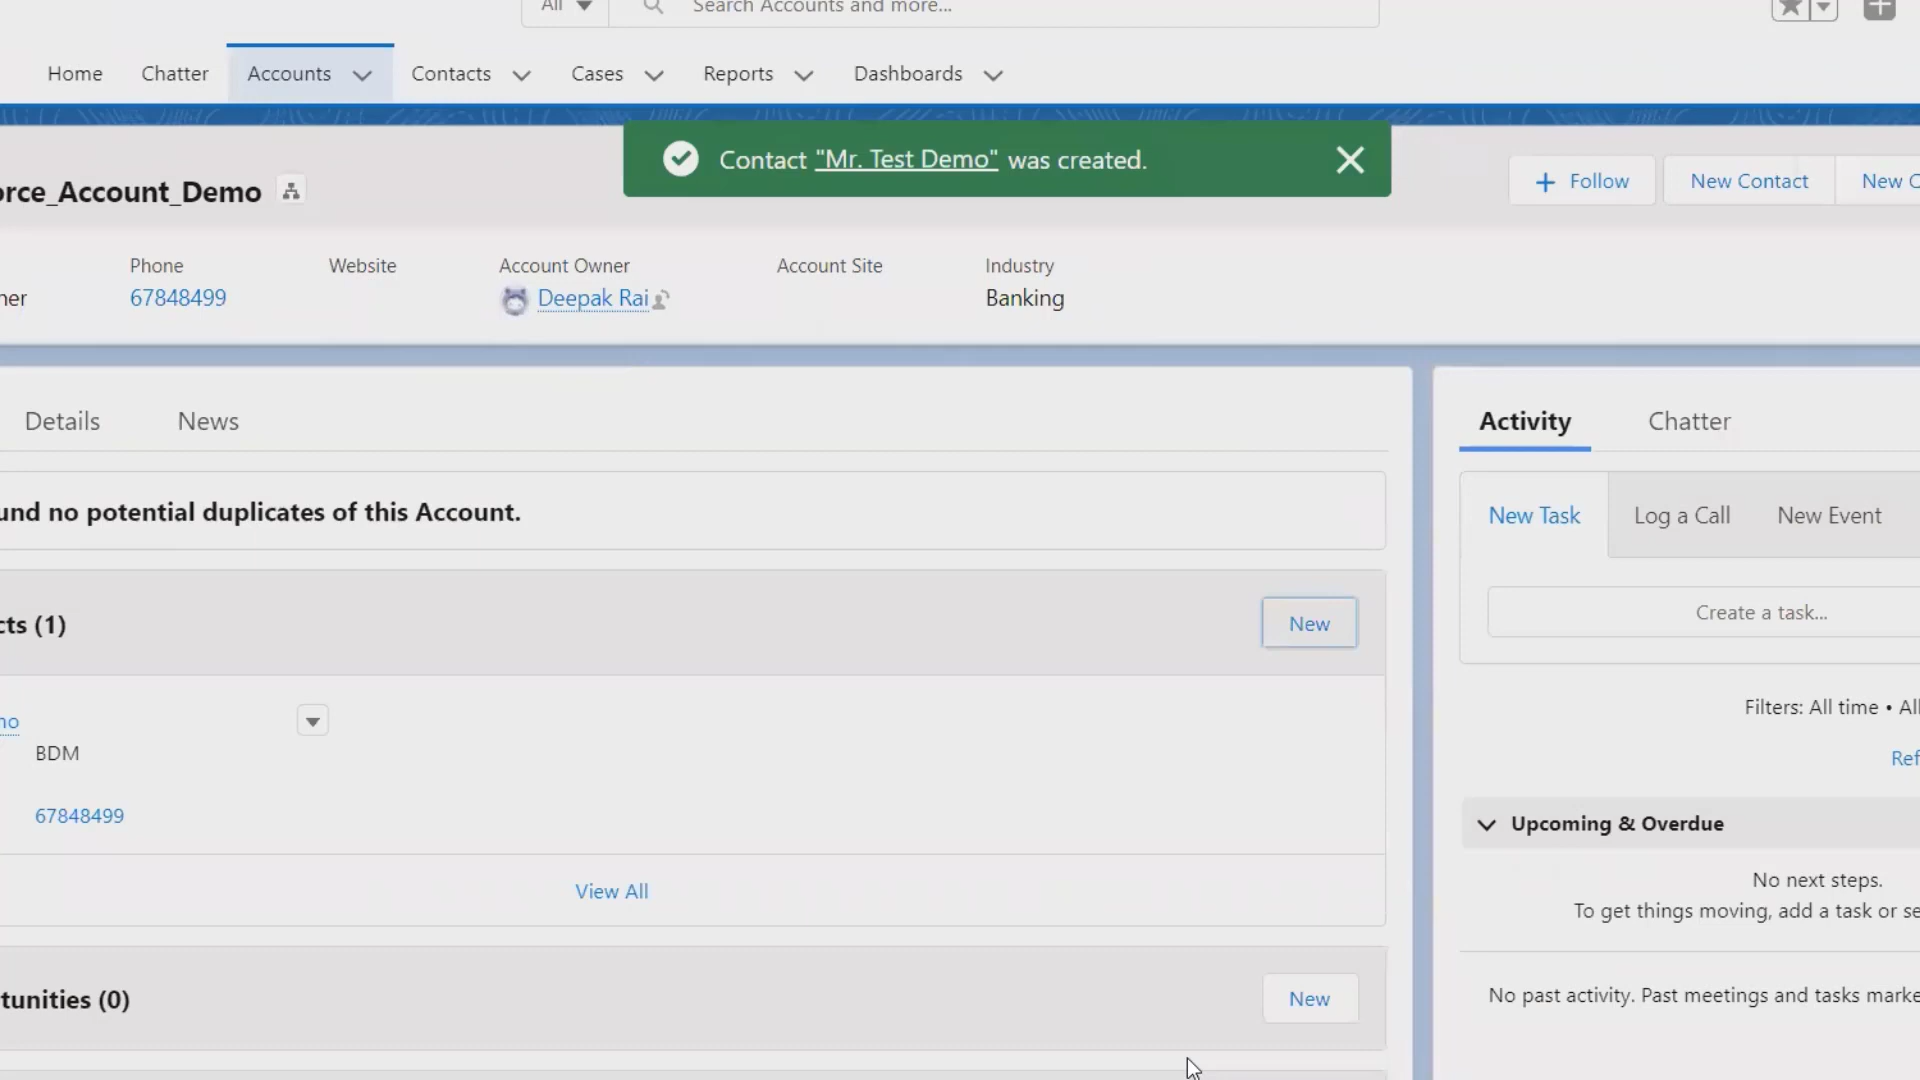 All
Search Accounts and more...
Home
Chatter
Accounts
Contacts
Cases
Reports
Dashboards
Contact "Mr. Test Demo" was created.
orce_Account_Demo
Follow
New Contact
New C
Phone
Website
Account Owner
Account Site
Industry
ner
67848499
Deepak Rai
Banking
Details
News
Activity
Chatter
und no potential duplicates of this Account.
New Task
Log a Call
New Event
Create a task...
cts (1)
New
Filters: All time • All
mo
BDM
Ref
67848499
Upcoming & Overdue
View All
No next steps.
To get things moving, add a task or se
tunities (0)
New
No past activity. Past meetings and tasks marke